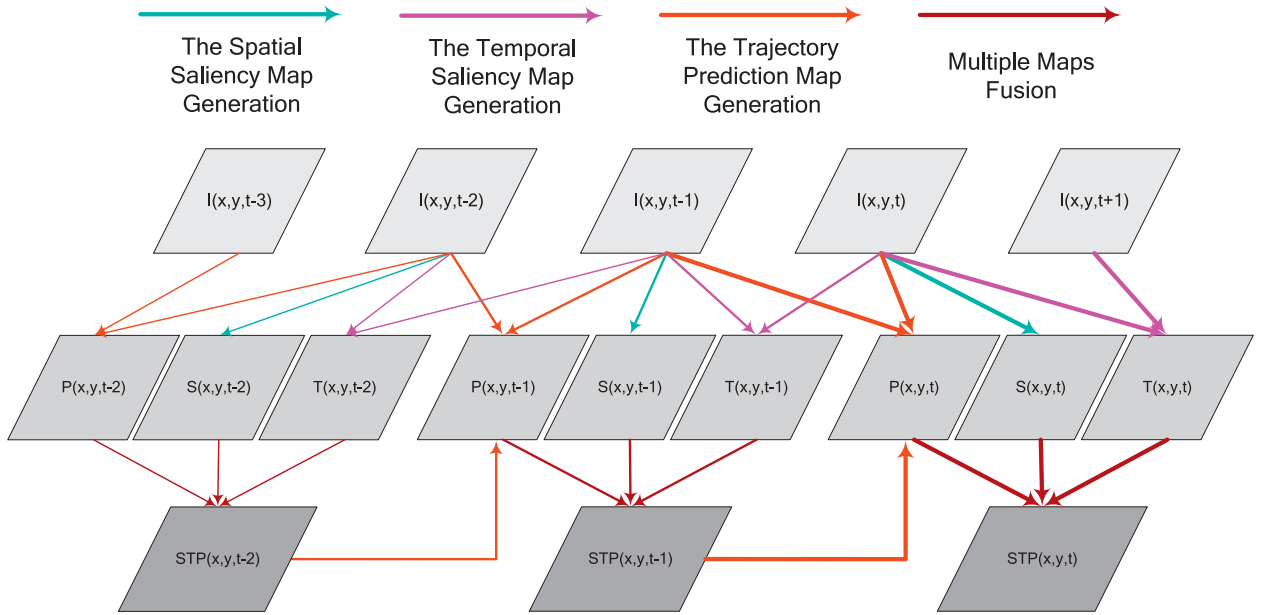 The Spatial
Saliency Map
Generation
The Temporal
Saliency Map
Generation
The Trajectory
Prediction Map
Generation
Multiple Maps
Fusion
I(x,y,t-3)
I(x,y,t-2)
I(x,y,t-1)
I(x,y,t)
I(x,y,t+1)
P(x,y,t-2)
S(x,y,t-2)
T(x,y,t-2)
P(x,y,t-1)
S(x,y,t-1)
T(x,y,t-1)
P(x,y,t)
S(x,y,t)
T(x,y,t)
STP(x,y,t-2)
STP(x,y,t-1)
STP(x,y,t)